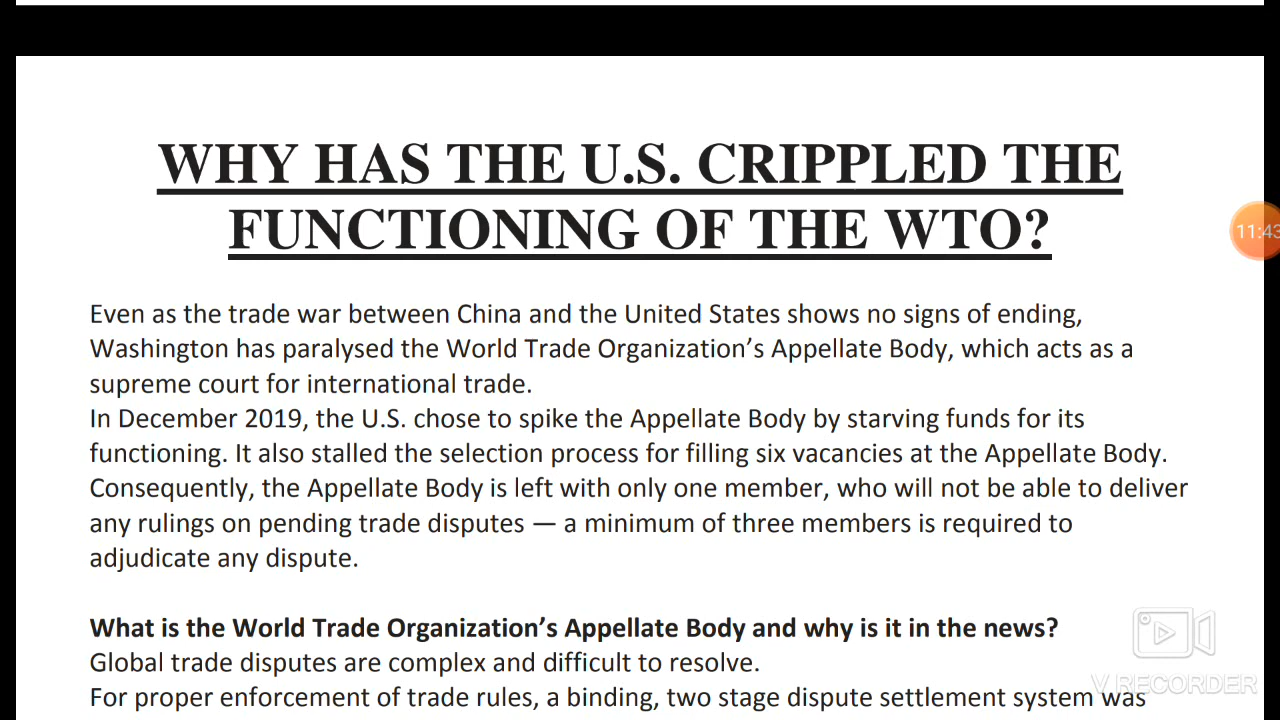 WHY HAS THE U.S. CRIPPLED THE
FUNCTIONING OF THE WTO?
11:43
Even as the trade war between China and the United States shows no signs of ending,
Washington has paralysed the World Trade Organization’s Appellate Body, which acts as a
supreme court for international trade.
In December 2019, the U.S. chose to spike the Appellate Body by starving funds for its
functioning. It also stalled the selection process for filling six vacancies at the Appellate Body.
Consequently, the Appellate Body is left with only one member, who will not be able to deliver
any rulings on pending trade disputes — a minimum of three members is required to
adjudicate any dispute.
What is the World Trade Organization’s Appellate Body and why is it in the news?
Global trade disputes are complex and difficult to resolve.
For proper enforcement of trade rules, a binding, two stage dispute settlement system was
V RECORDER